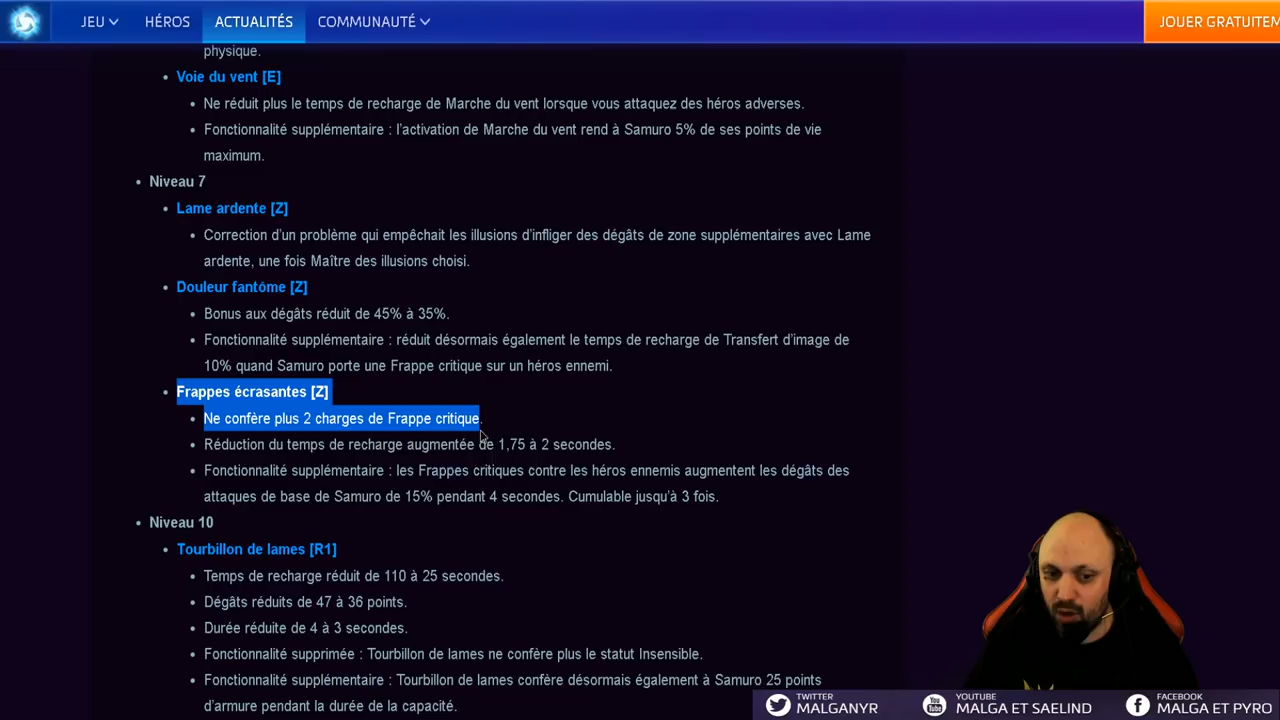 JEU HÉROS ACTUALITÉS COMMUNAUTÉ JOUER GRATUITEM
physique.
Voie du vent [E]
Ne réduit plus le temps de recharge de Marche du vent lorsque vous attaquez des héros adverses.
Fonctionnalité supplémentaire : l'activation de Marche du vent rend à Samuro 5% de ses points de vie
maximum.
Niveau 7
Lame ardente [Z]
Correction d'un problème qui empêchait les illusions d'infliger des dégâts de zone supplémentaires avec Lame
ardente, une fois Maître des illusions choisi.
Douleur fantôme [Z]
Bonus aux dégâts réduit de 45% à 35%.
Fonctionnalité supplémentaire : réduit désormais également le temps de recharge de Transfert d'image de
10% quand Samuro porte une Frappe critique sur un héros ennemi.
Frappes écrasantes [Z]
Ne confère plus 2 charges de Frappe critique.
Réduction du temps de recharge augmentée de 1,75 à 2 secondes.
Fonctionnalité supplémentaire : les Frappes critiques contre les héros ennemis augmentent les dégâts des
attaques de base de Samuro de 15% pendant 4 secondes. Cumulable jusqu'à 3 fois.
Niveau 10
Tourbillon de lames [R1]
Temps de recharge réduit de 110 à 25 secondes.
Dégâts réduits de 47 à 36 points.
Durée réduite de 4 à 3 secondes.
Fonctionnalité supprimée : Tourbillon de lames ne confère plus le statut Insensible.
Fonctionnalité supplémentaire : Tourbillon de lames confère désormais également à Samuro 25 points
d'armure pendant la durée de la capacité.
TWITTER
MALGANYR
YOUTUBE
MALGA ET SAELIND
FACEBOOK
MALGA ET PYRO